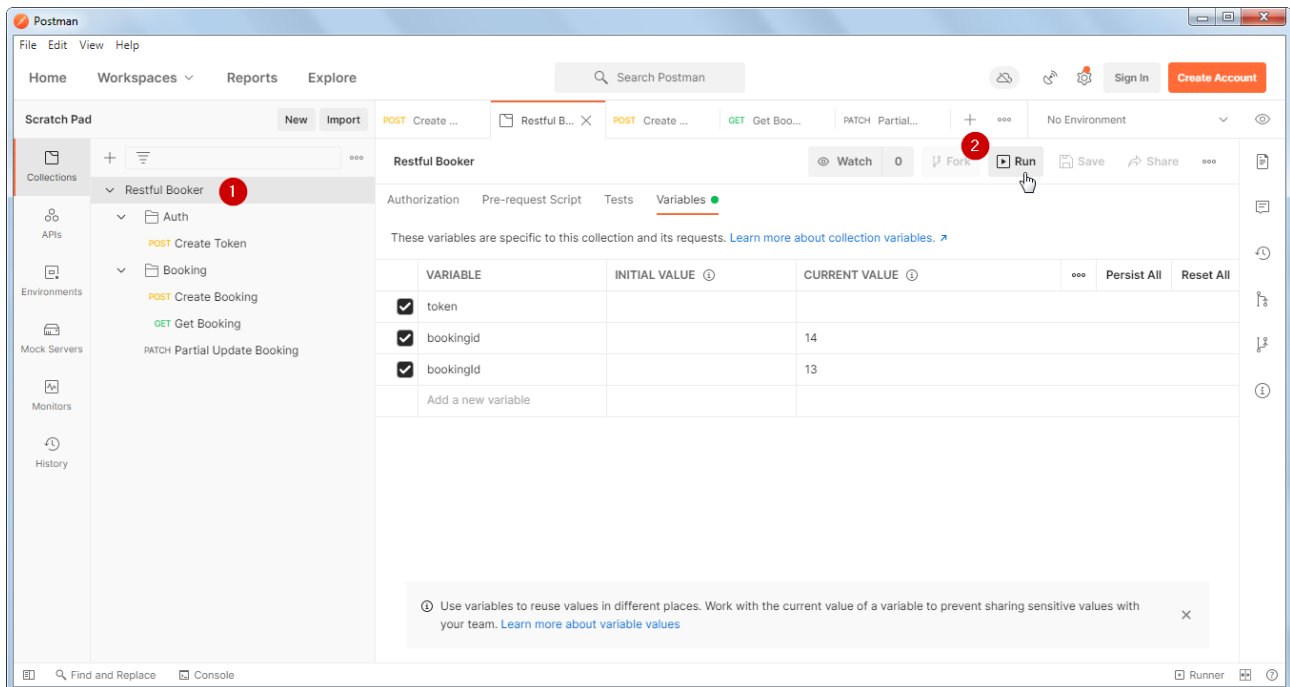 Postman
File Edit View Help
Home Workspaces Reports Explore Search Postman Sign In Create Account
Scratch Pad New Import POST Create ... Restful B... POST Create ... GET Get Boo... PATCH Partial... No Environment
Collections
APIs
Environments
Mock Servers
Monitors
History
Restful Booker 1
Auth
POST Create Token
Booking
POST Create Booking
GET Get Booking
PATCH Partial Update Booking
2
Restful Booker Watch 0 Fork Run Save Share
Authorization Pre-request Script Tests Variables
These variables are specific to this collection and its requests. Learn more about collection variables.
VARIABLE INITIAL VALUE CURRENT VALUE Persist All Reset All
token
bookingid 14
bookingId 13
Add a new variable
Use variables to reuse values in different places. Work with the current value of a variable to prevent sharing sensitive values with
your team. Learn more about variable values
Find and Replace Console Runner